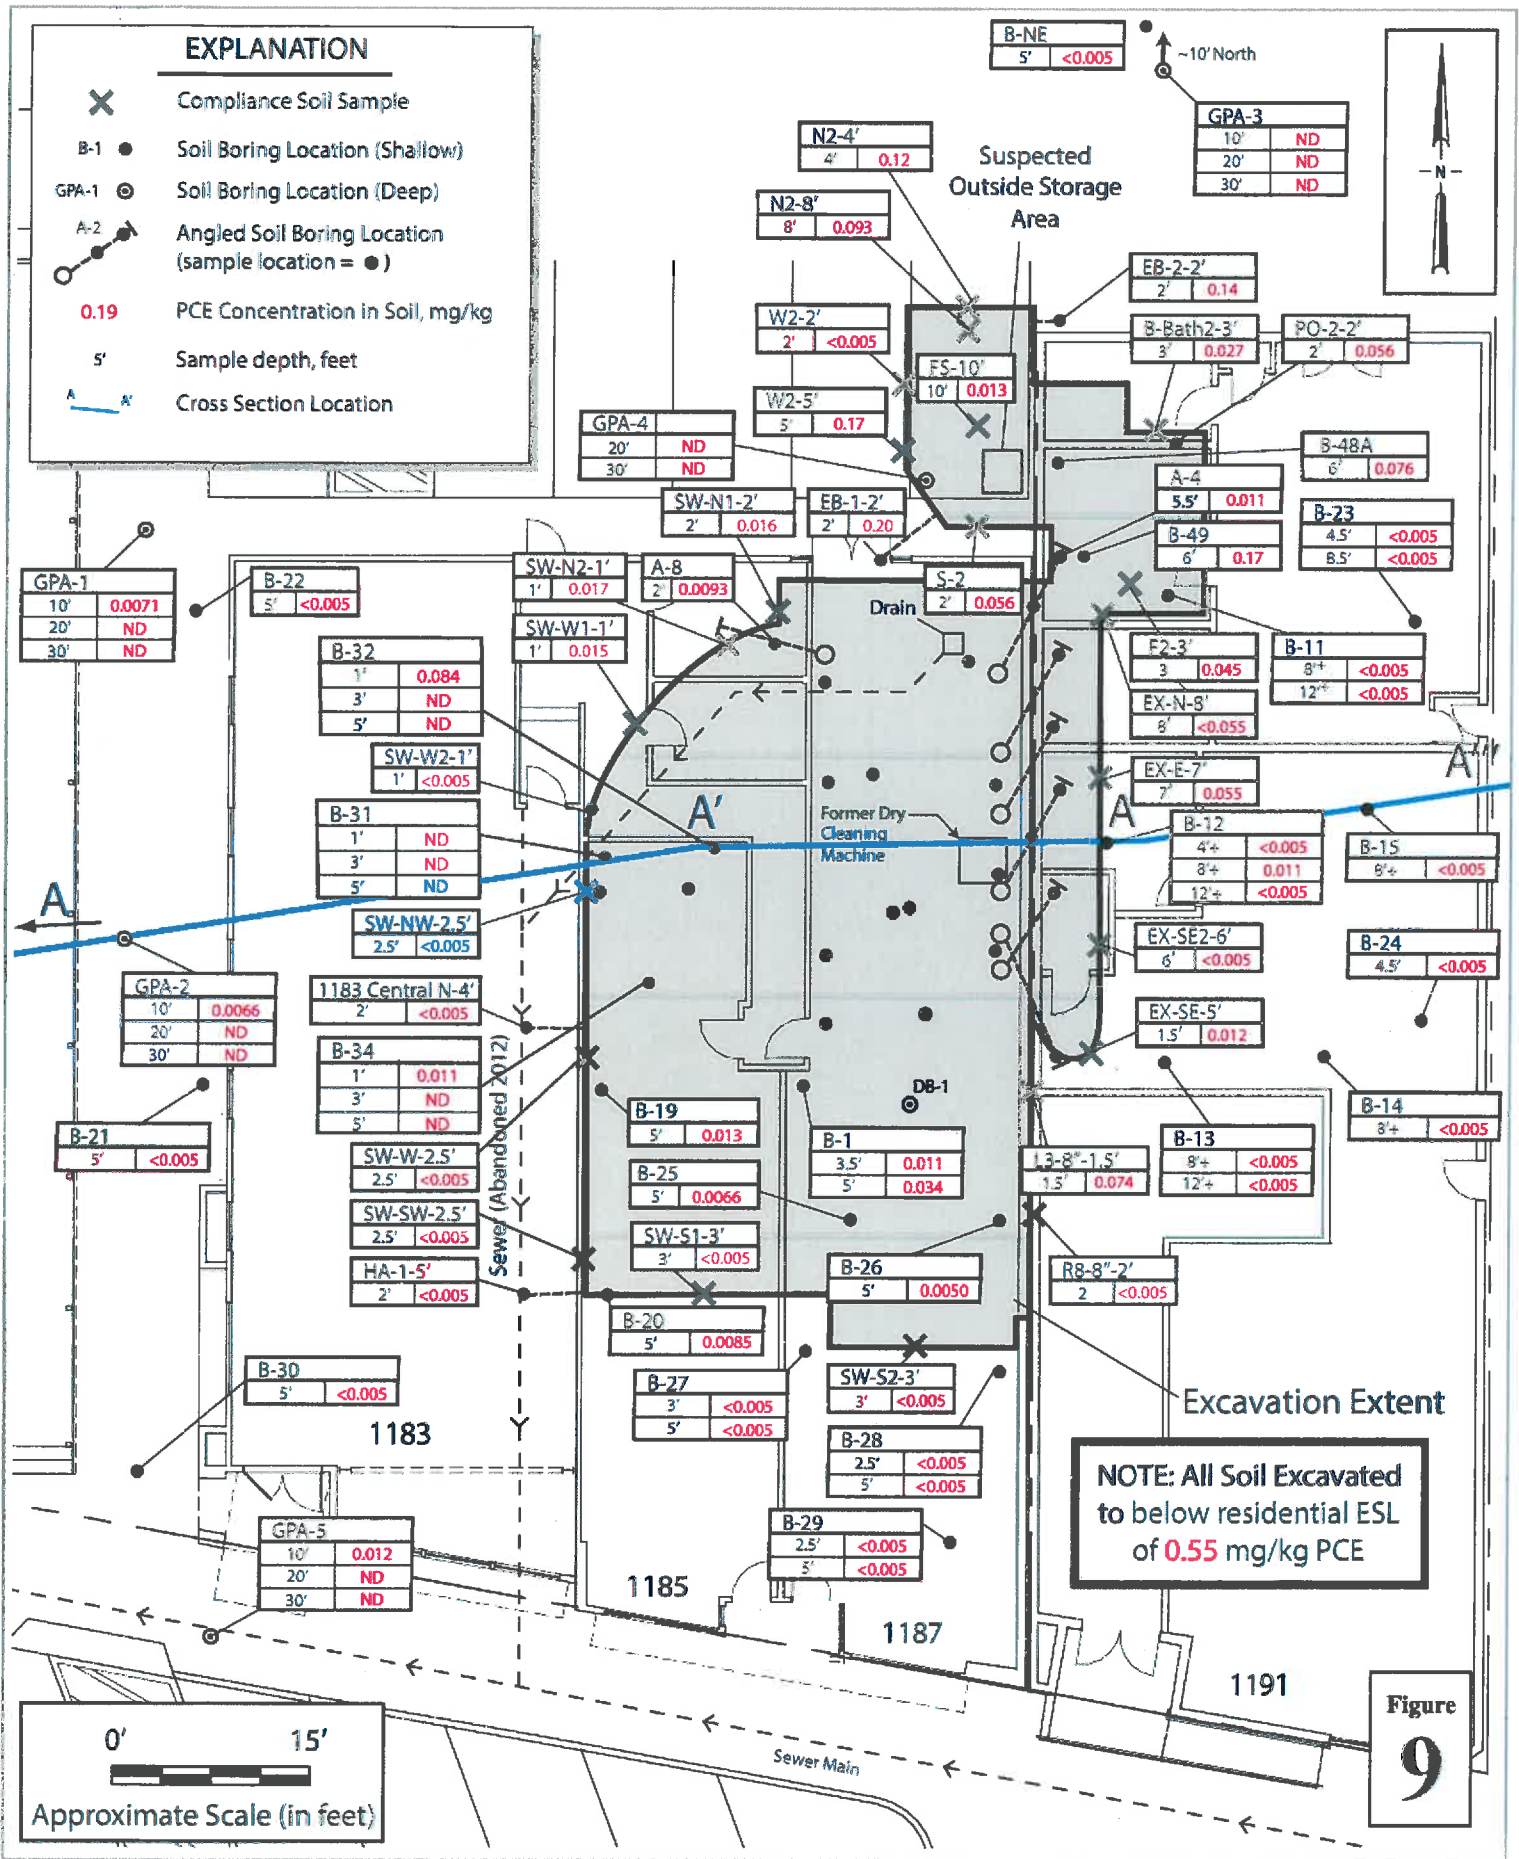 EXPLANATION
Compliance Soil Sample
B-1 Soil Boring Location (Shallow)
GPA-1 Soil Boring Location (Deep)
A-2 Angled Soil Boring Location
(sample location = ●)
0.19 PCE Concentration in Soil, mg/kg
5' Sample depth, feet
A A' Cross Section Location
B-NE
5' <0.005
~10' North
GPA-3
10' ND
20' ND
30' ND
-N-
N2-4'
4' 0.12
Suspected
Outside Storage
Area
N2-8'
8' 0.093
EB-2-2'
2' 0.14
W2-2'
2' <0.005
B-Bath2-3'
3' 0.027
PO-2-2'
2' 0.056
FS-10'
10' 0.013
W2-5'
5' 0.17
GPA-4
20' ND
30' ND
B-48A
6' 0.076
A-4
5.5' 0.011
SW-N1-2'
2' 0.016
EB-1-2'
2' 0.20
B-23
4.5' <0.005
8.5' <0.005
B-49
6' 0.17
GPA-1
10' 0.0071
20' ND
30' ND
B-22
5' <0.005
SW-N2-1'
1' 0.017
A-8
2' 0.0093
S-2
2' 0.056
Drain
SW-W1-1'
1' 0.015
F2-3'
3 0.045
B-11
8'+ <0.005
12'+ <0.005
B-32
1' 0.084
3' ND
5' ND
EX-N-8'
8' <0.055
SW-W2-1'
1' <0.005
EX-E-7'
7' 0.055
A'
B-31
1' ND
3' ND
5' ND
A'
Former Dry
Cleaning
Machine
A
B-12
4'+ <0.005
8'+ 0.011
12'+ <0.005
B-15
8'+ <0.005
A
SW-NW-2.5'
2.5' <0.005
EX-SE2-6'
6' <0.005
B-24
4.5' <0.005
GPA-2
10' 0.0066
20' ND
30' ND
1183 Central N-4'
2' <0.005
EX-SE-5'
1.5' 0.012
B-34
1' 0.011
3' ND
5' ND
Sewer (Abandoned 2012)
DB-1
B-14
8'+ <0.005
B-21
5' <0.005
B-19
5' 0.013
B-1
3.5' 0.011
5' 0.034
B-13
8'+ <0.005
12'+ <0.005
SW-W-2.5'
2.5' <0.005
L3-8"-1.5'
1.5' 0.074
B-25
5' 0.0066
SW-SW-2.5'
2.5' <0.005
SW-S1-3'
3' <0.005
HA-1-5'
2' <0.005
B-26
5' 0.0050
R8-8"-2'
2 <0.005
B-20
5' 0.0085
B-30
5' <0.005
B-27
3' <0.005
5' <0.005
SW-S2-3'
3' <0.005
Excavation Extent
1183
B-28
2.5' <0.005
5' <0.005
NOTE: All Soil Excavated
to below residential ESL
of 0.55 mg/kg PCE
GPA-5
10' 0.012
20' ND
30' ND
B-29
2.5' <0.005
5' <0.005
1185
1187
1191
0' 15'
Approximate Scale (in feet)
Sewer Main
Figure
9